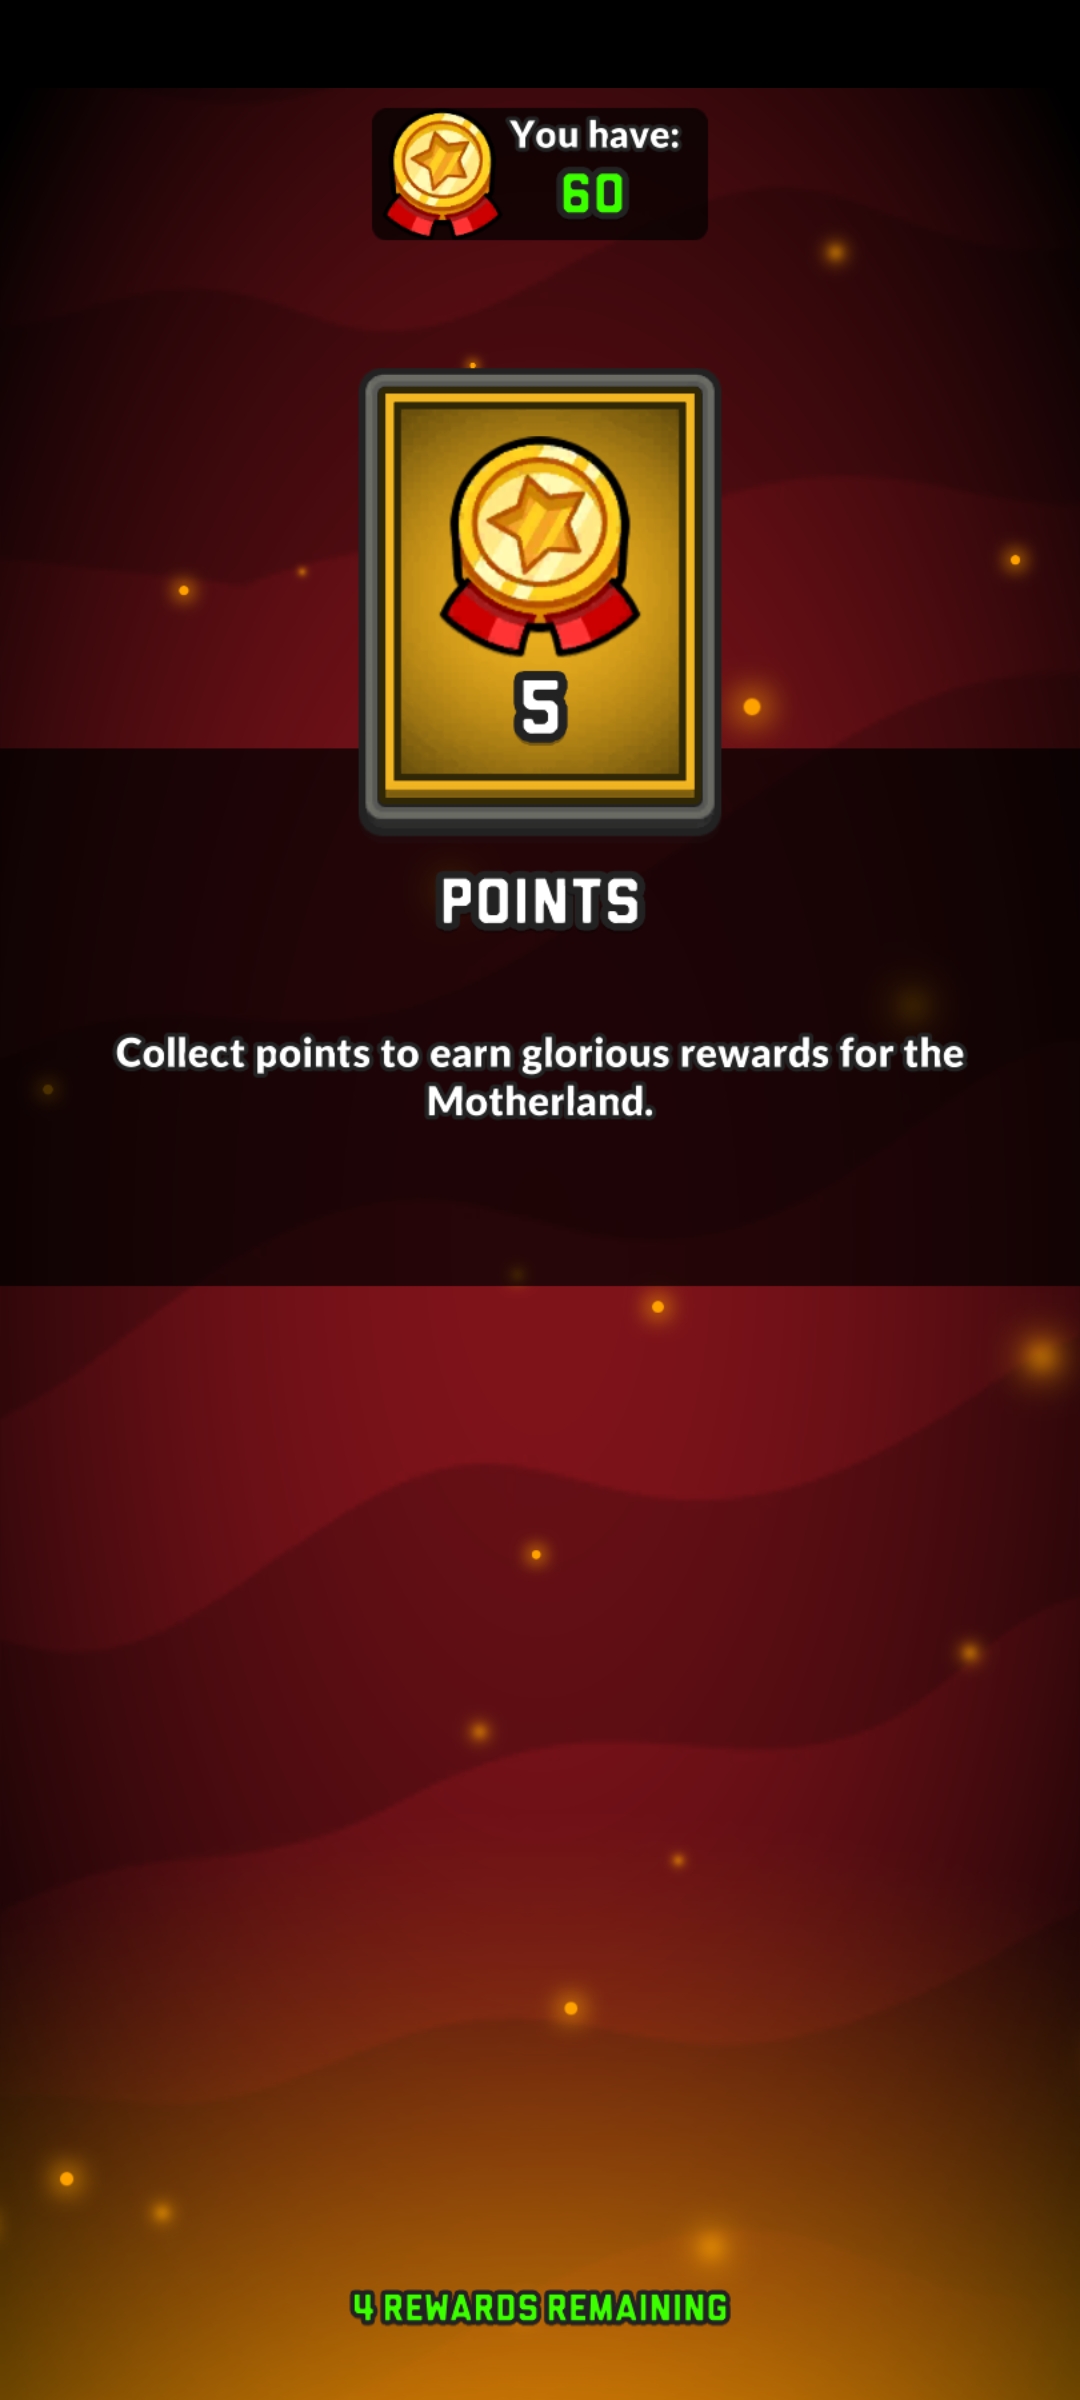 You have:
60
5
POINTS
Collect points to earn glorious rewards for the
Motherland.
4 REWARDS REMAINING